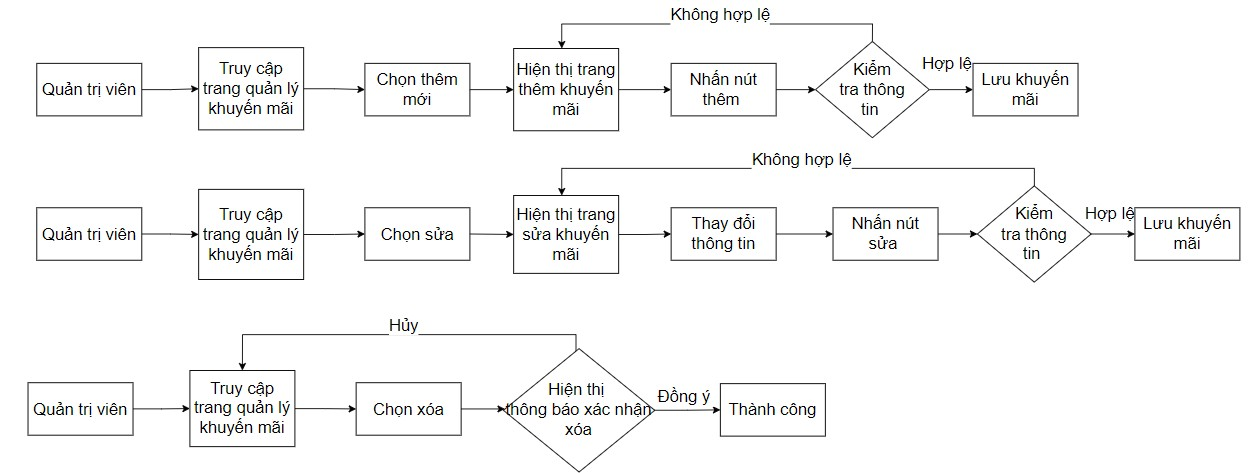 Không hợp lệ
Quản trị viên
Truy cập
trang quản lý
khuyến mãi
Chọn thêm
mới
Hiện thị trang
thêm khuyến
mãi
Nhấn nút
thêm
Kiểm
tra thông
tin
Hợp lệ
Lưu khuyến
mãi
Không hợp lệ
Quản trị viên
Truy cập
trang quản lý
khuyến mãi
Chọn sửa
Hiện thị trang
sửa khuyến
mãi
Thay đổi
thông tin
Nhấn nút
sửa
Kiểm
tra thông
tin
Hợp lệ
Lưu khuyến
mãi
Hủy
Quản trị viên
Truy cập
trang quản lý
khuyến mãi
Chọn xóa
Hiện thị
thông báo xác nhận
xóa
Đồng ý
Thành công